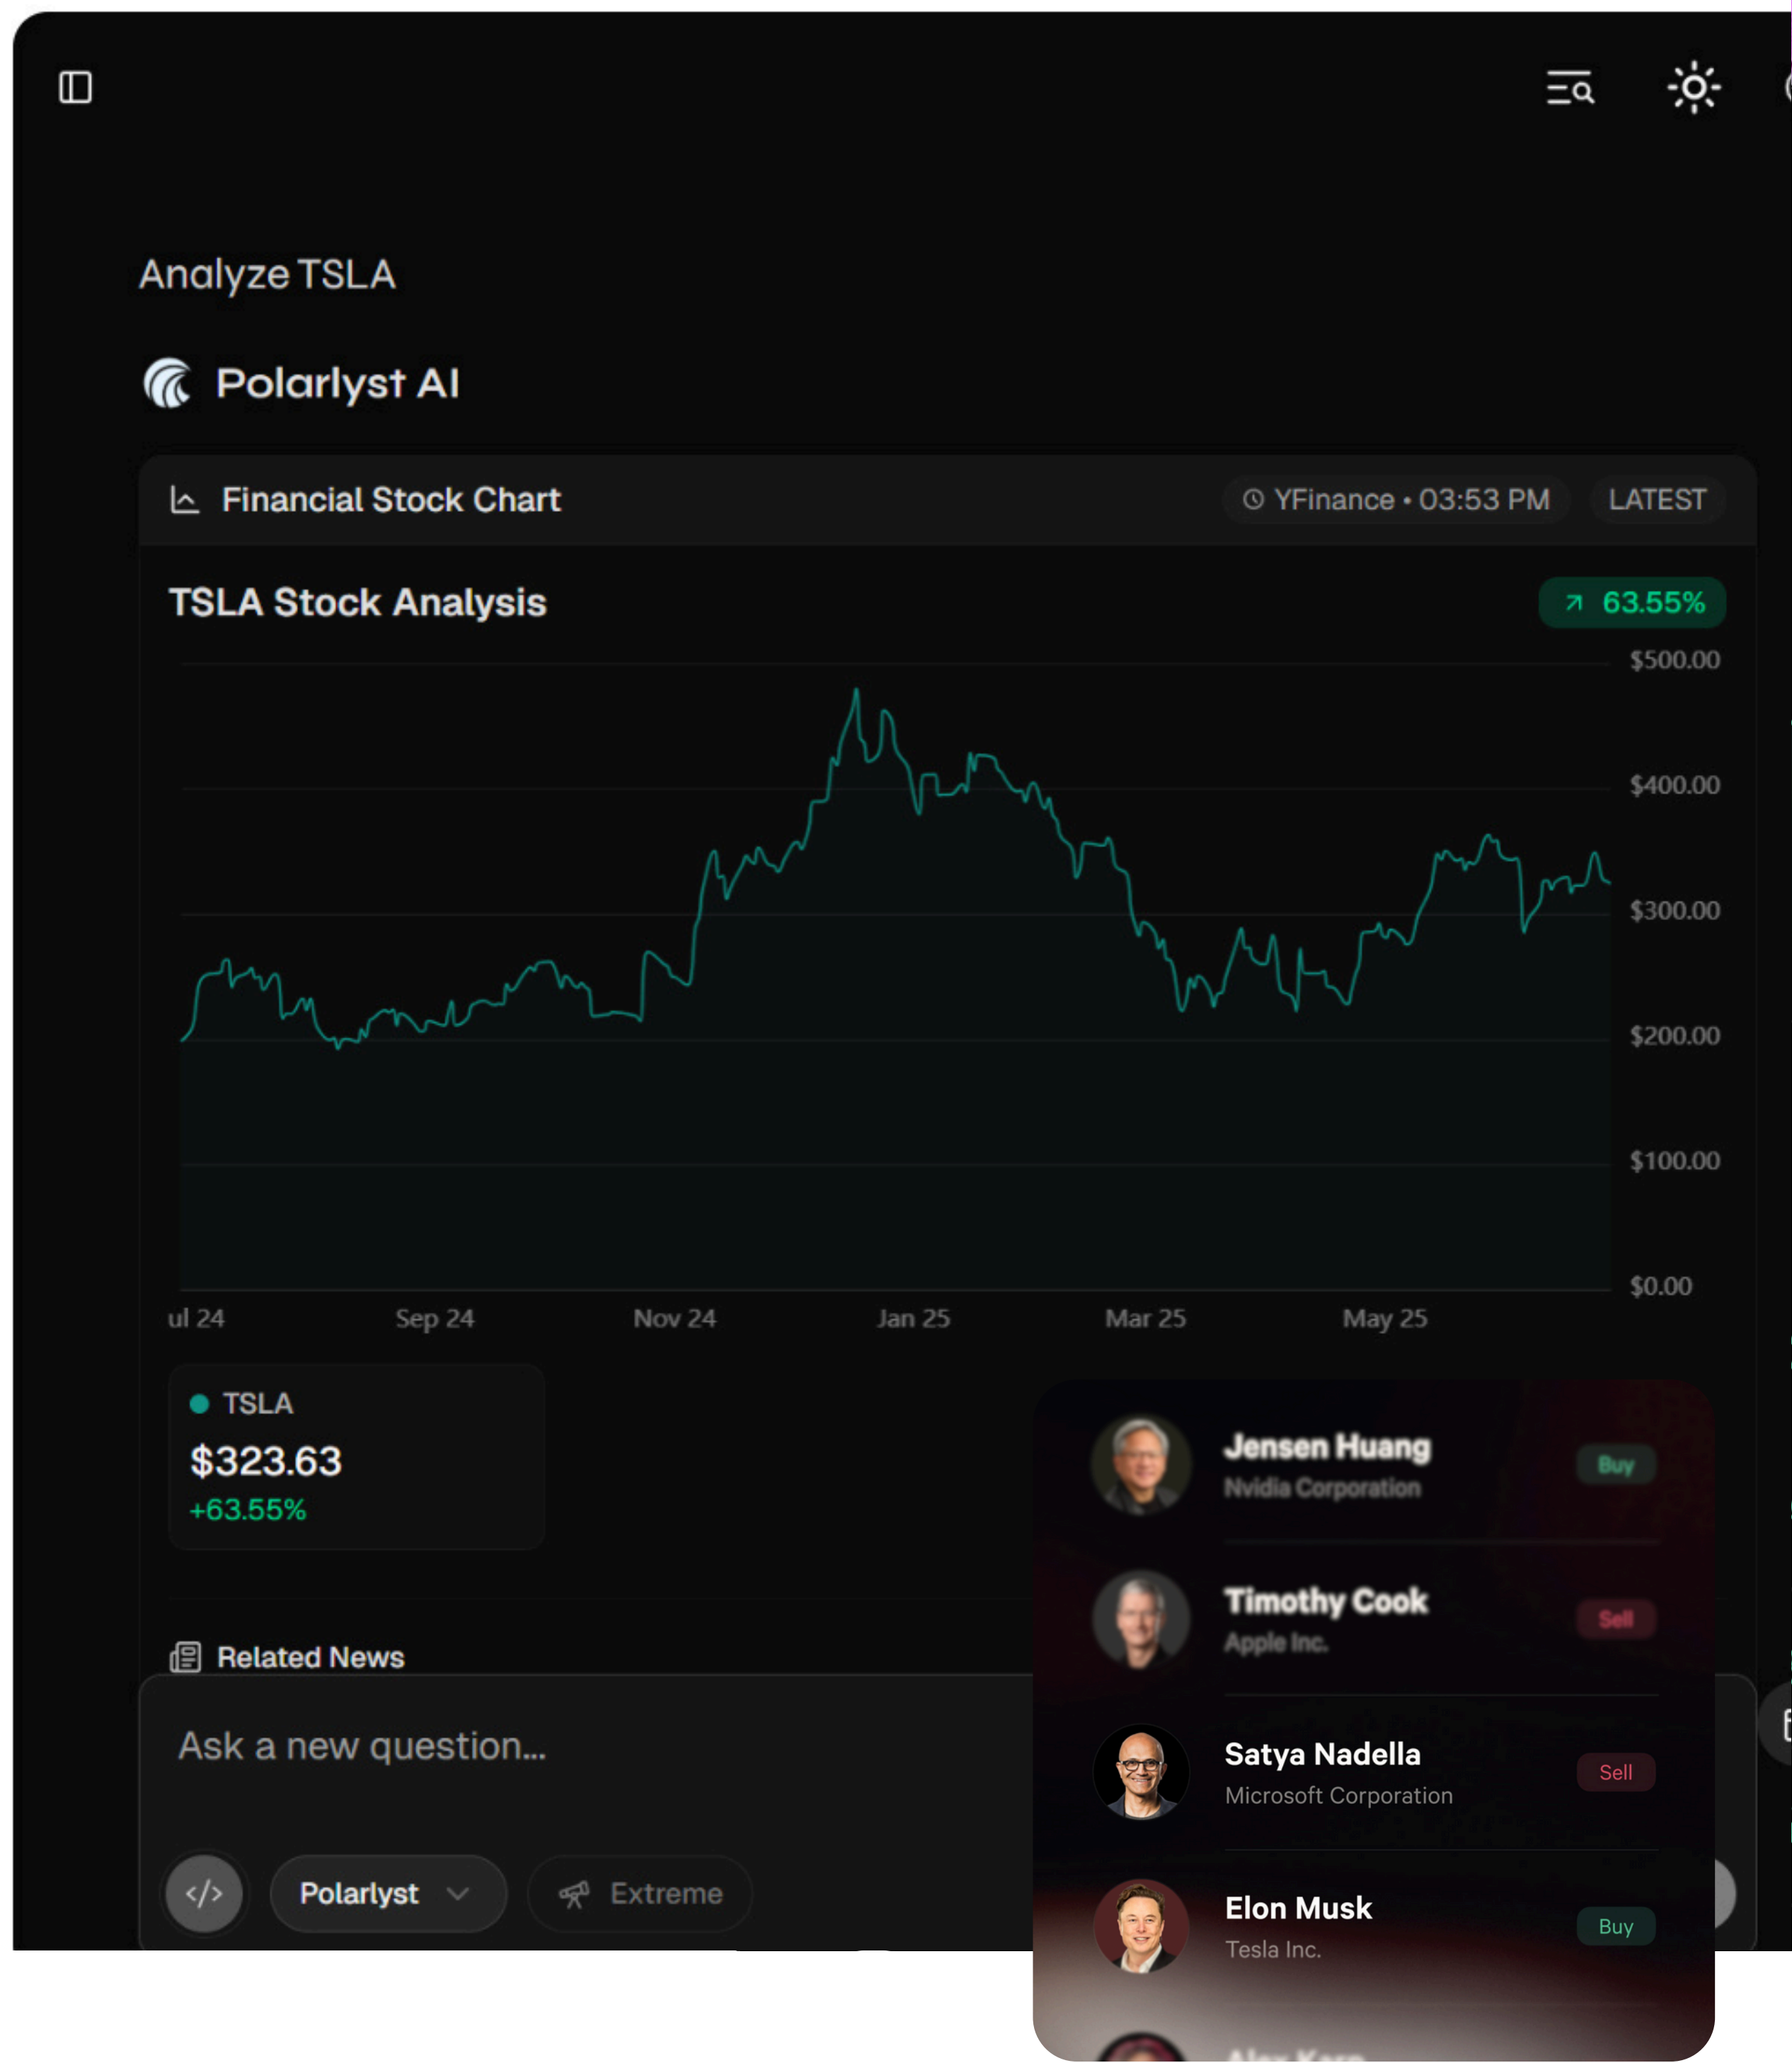 Analyze TSLA
Polarlyst AI
Financial Stock Chart
YFinance • 03:53 PM
LATEST
TSLA Stock Analysis
63.55%
$500.00
$400.00
$300.00
$200.00
$100.00
$0.00
ul 24
Sep 24
Nov 24
Jan 25
Mar 25
May 25
TSLA
$323.63
+63.55%
Related News
Ask a new question...
</>
Polarlyst
Extreme
Jensen Huang
Nvidia Corporation
Buy
Timothy Cook
Apple Inc.
Sell
Satya Nadella
Microsoft Corporation
Sell
Elon Musk
Tesla Inc.
Buy